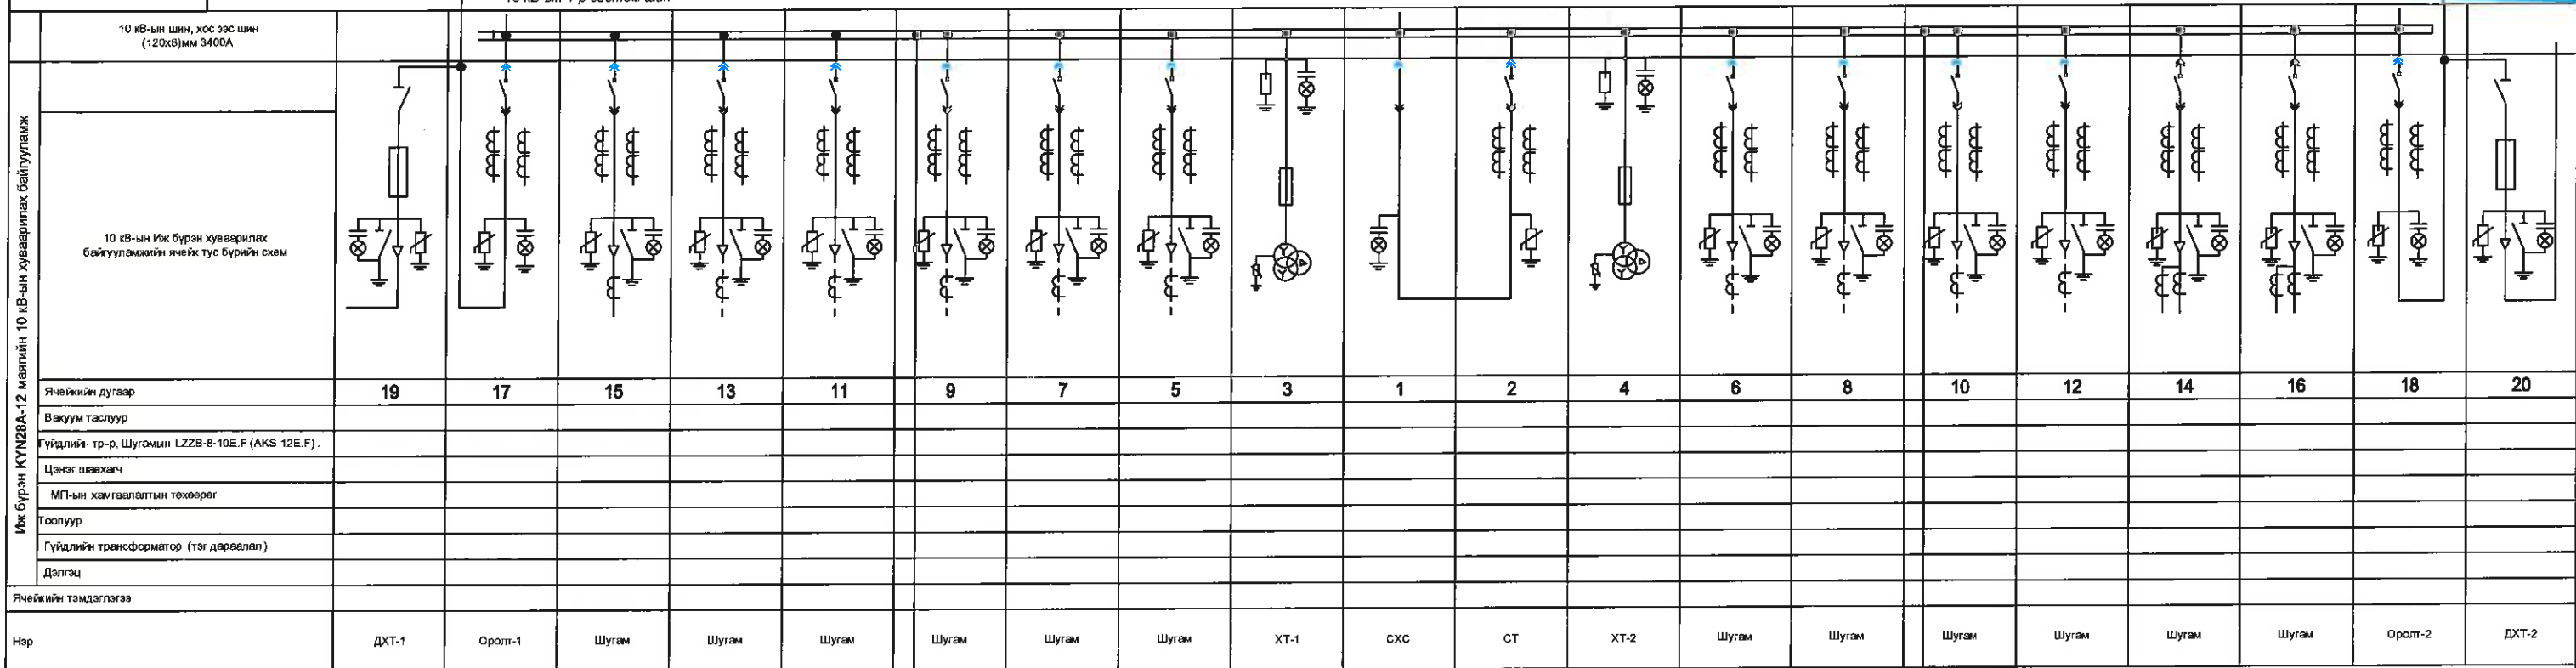 10 кВ-ын шин, хос зэс шин
(120х8)мм 3400А
Иж бүрэн KYN28A-12 маягийн 10 кВ-ын хуваарилах байгууламж
10 кВ-ын Иж бүрэн хуваарилах
байгууламжийн ячейк тус бүрийн схем
Ячейкийн дугаар 19 17 15 13 11 9 7 5 3 1 2 4 6 8 10 12 14 16 18 20
Вакуум таслуур
Гүйдлийн тр-р, Шугамын LZZB-8-10E.F (AKS 12E.F).
Цэнэг шавхагч
МП-ын хамгаалалтын төхөөрөг
Тоолуур
Гүйдлийн трансформатор (тэг дараалал)
Дэлгэц
Ячейкийн тэмдэглэгээ
Нэр ДХТ-1 Оролт-1 Шугам Шугам Шугам Шугам Шугам Шугам ХТ-1 СХС СТ ХТ-2 Шугам Шугам Шугам Шугам Шугам Шугам Оролт-2 ДХТ-2